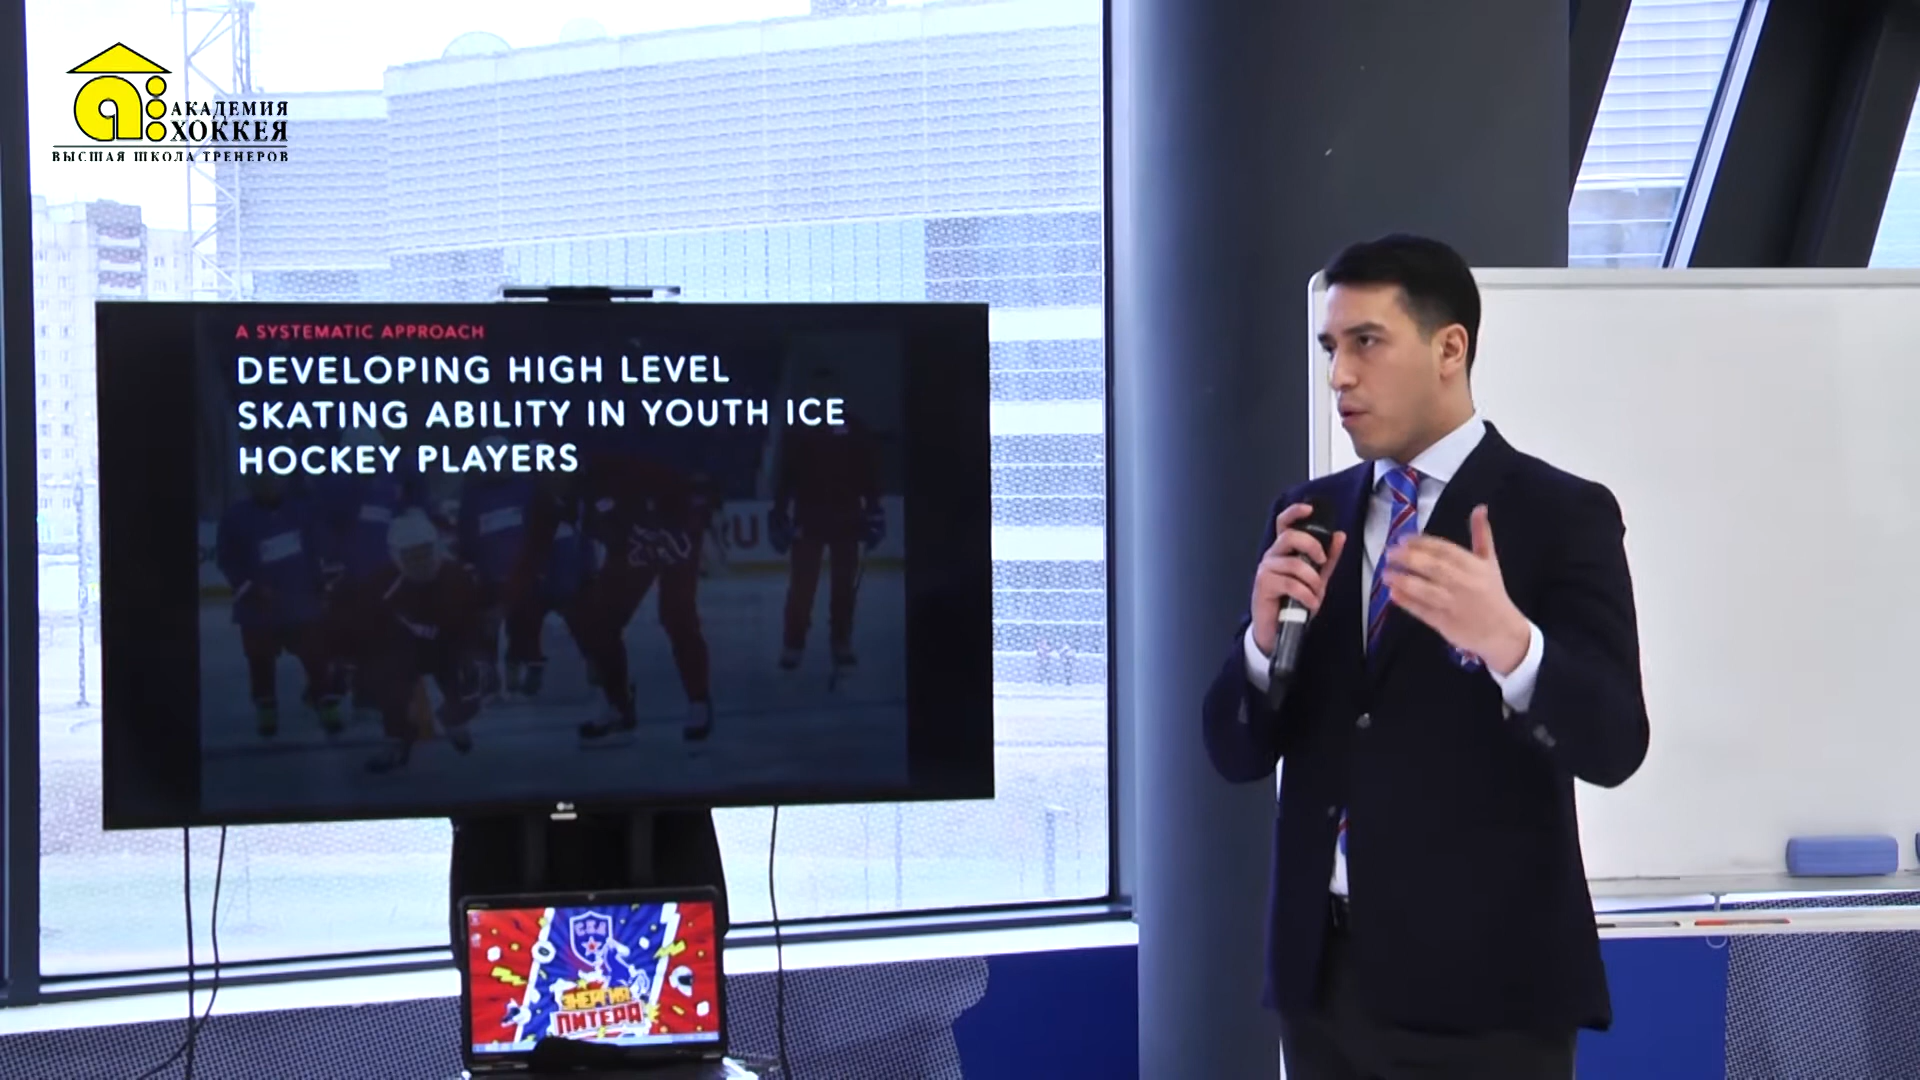 АКАДЕМИЯ
ХОККЕЯ
ВЫСШАЯ ШКОЛА ТРЕНЕРОВ
A SYSTEMATIC APPROACH
DEVELOPING HIGH LEVEL
SKATING ABILITY IN YOUTH ICE
HOCKEY PLAYERS
LG
СКА
ЭНЕРГИЯ
ПИТЕРА